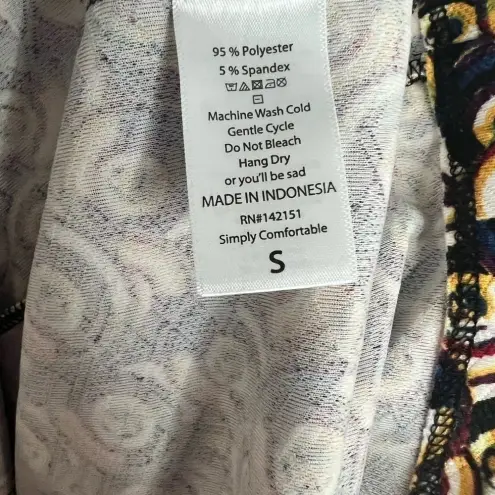 95 % Polyester
5 % Spandex
Machine Wash Cold
Gentle Cycle
Do Not Bleach
Hang Dry
or you'll be sad
MADE IN INDONESIA
RN#142151
Simply Comfortable
S